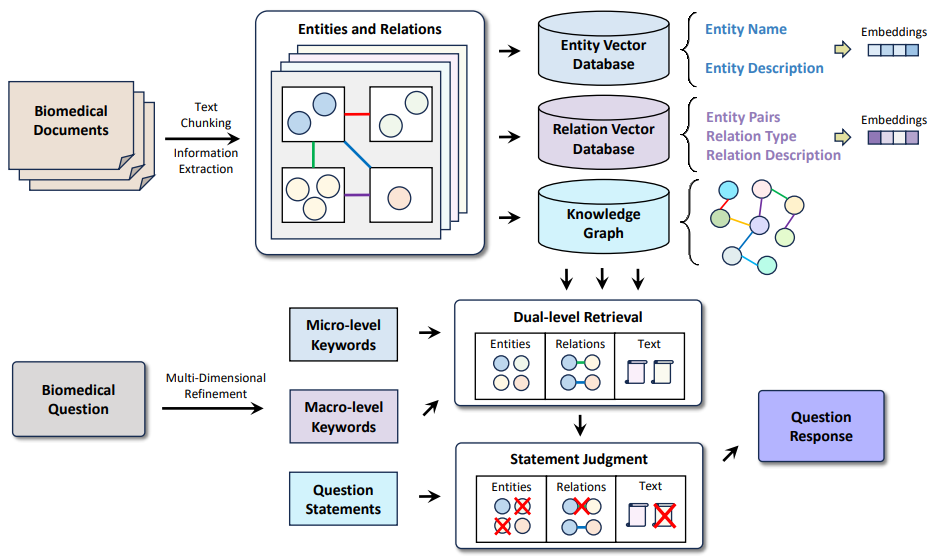 Entities and Relations
Biomedical
Documents
Text
Chunking
Information
Extraction
Entity Vector
Database
Entity Name
Entity Description
Embeddings
Relation Vector
Database
Entity Pairs
Relation Type
Relation Description
Embeddings
Knowledge
Graph
Biomedical
Question
Multi-Dimensional
Refinement
Micro-level
Keywords
Macro-level
Keywords
Question
Statements
Dual-level Retrieval
Entities
Relations
Text
Statement Judgment
Entities
Relations
Text
Question
Response